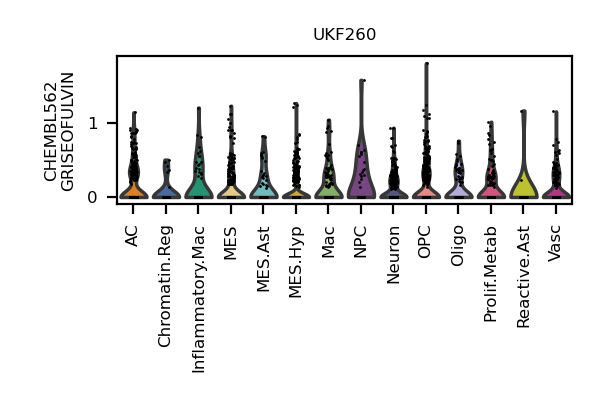 UKF260
CHEMBL562
GRISEOFULVIN
1
0
AC
Chromatin.Reg
Inflammatory.Mac
MES
MES.Ast
MES.Hyp
Mac
NPC
Neuron
OPC
Oligo
Prolif.Metab
Reactive.Ast
Vasc